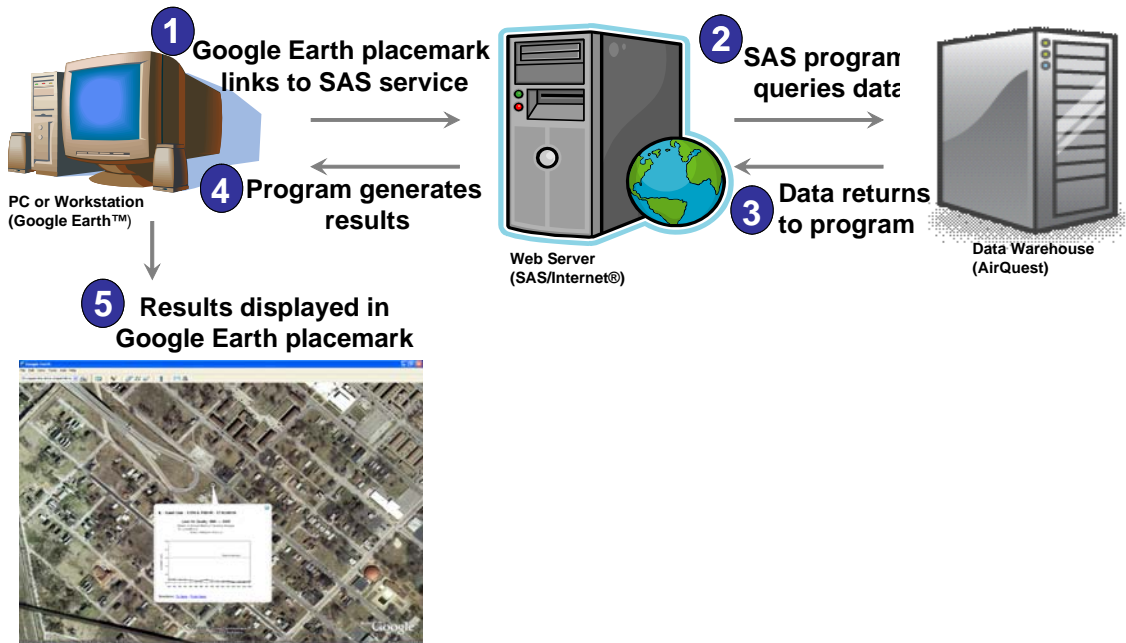 1
Google Earth placemark
links to SAS service
2
SAS program
queries data
4
Program generates
results
3
Data returns
to program
PC or Workstation
(Google Earth™)
Web Server
(SAS/Internet®)
Data Warehouse
(AirQuest)
5
Results displayed in
Google Earth placemark
Google